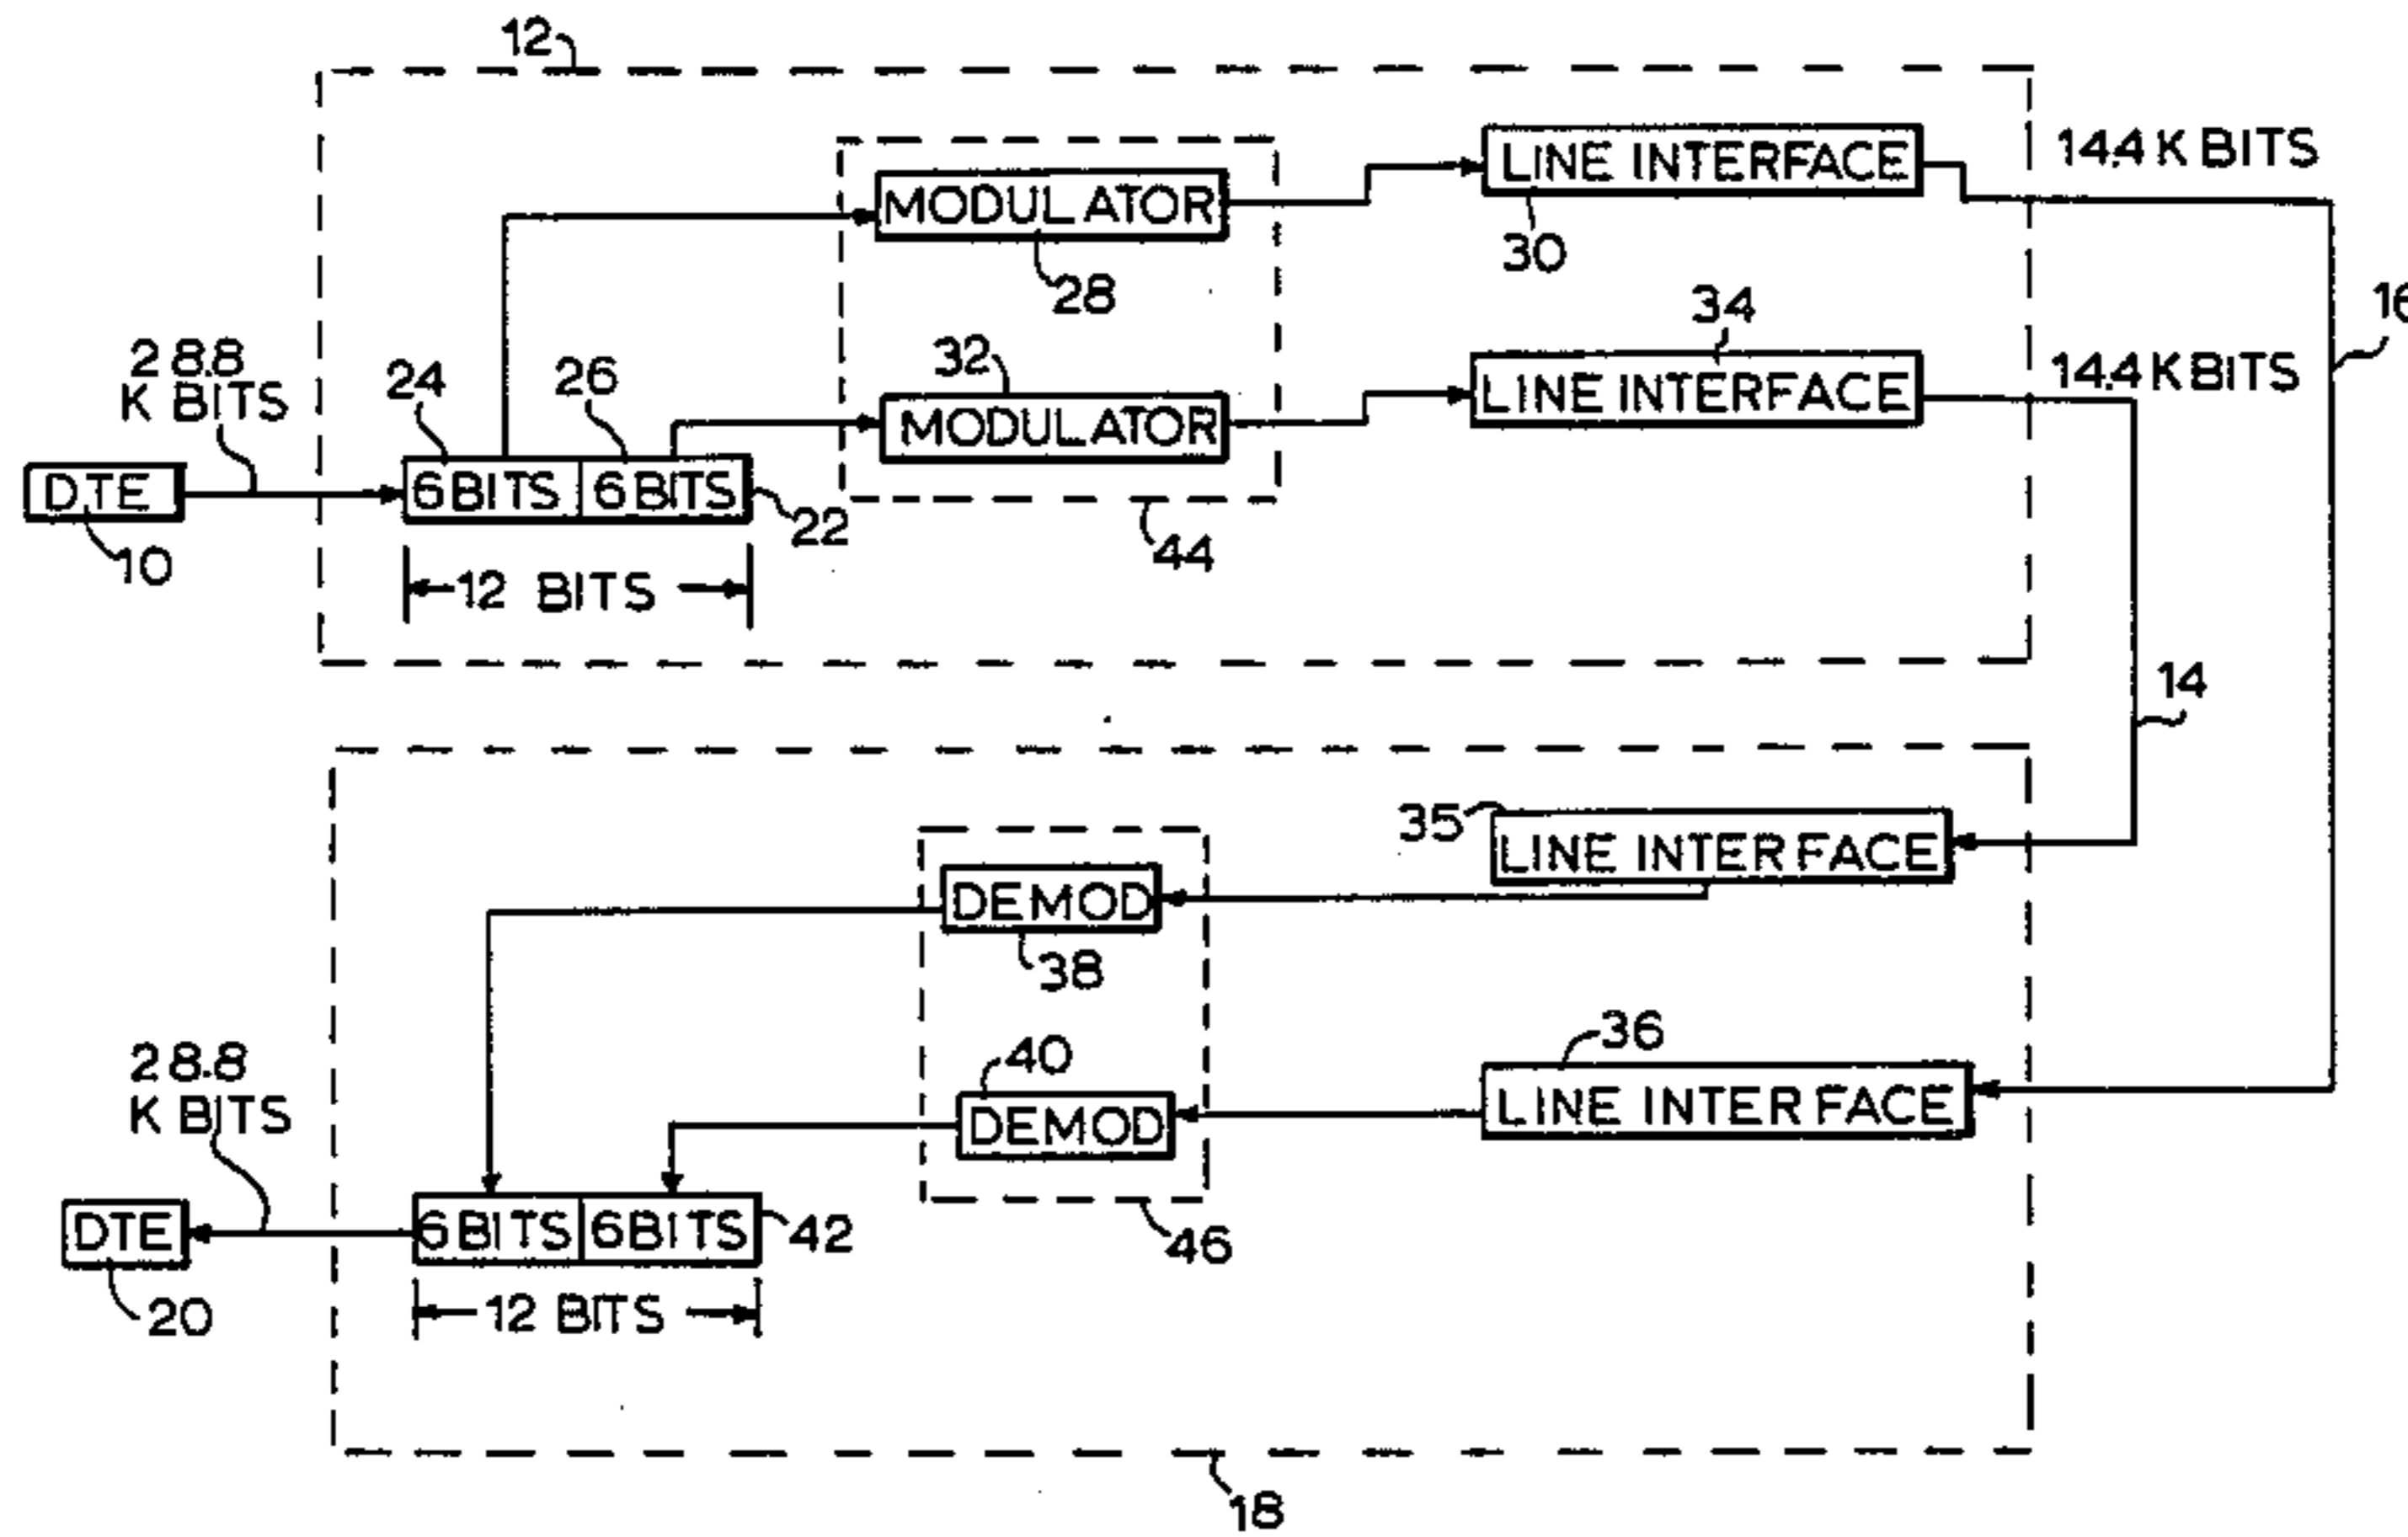 12
14.4 K BITS
LINE INTERFACE
MODULATOR
30
28
16
34
28.8
K BITS
24
26
32
14.4 K BITS
LINE INTERFACE
MODULATOR
DTE
6 BITS
6 BITS
22
10
44
12 BITS
14
35
LINE INTERFACE
DEMOD
38
36
40
28.8
K BITS
LINE INTERFACE
DEMOD
DTE
6 BITS
6 BITS
42
46
20
12 BITS
18